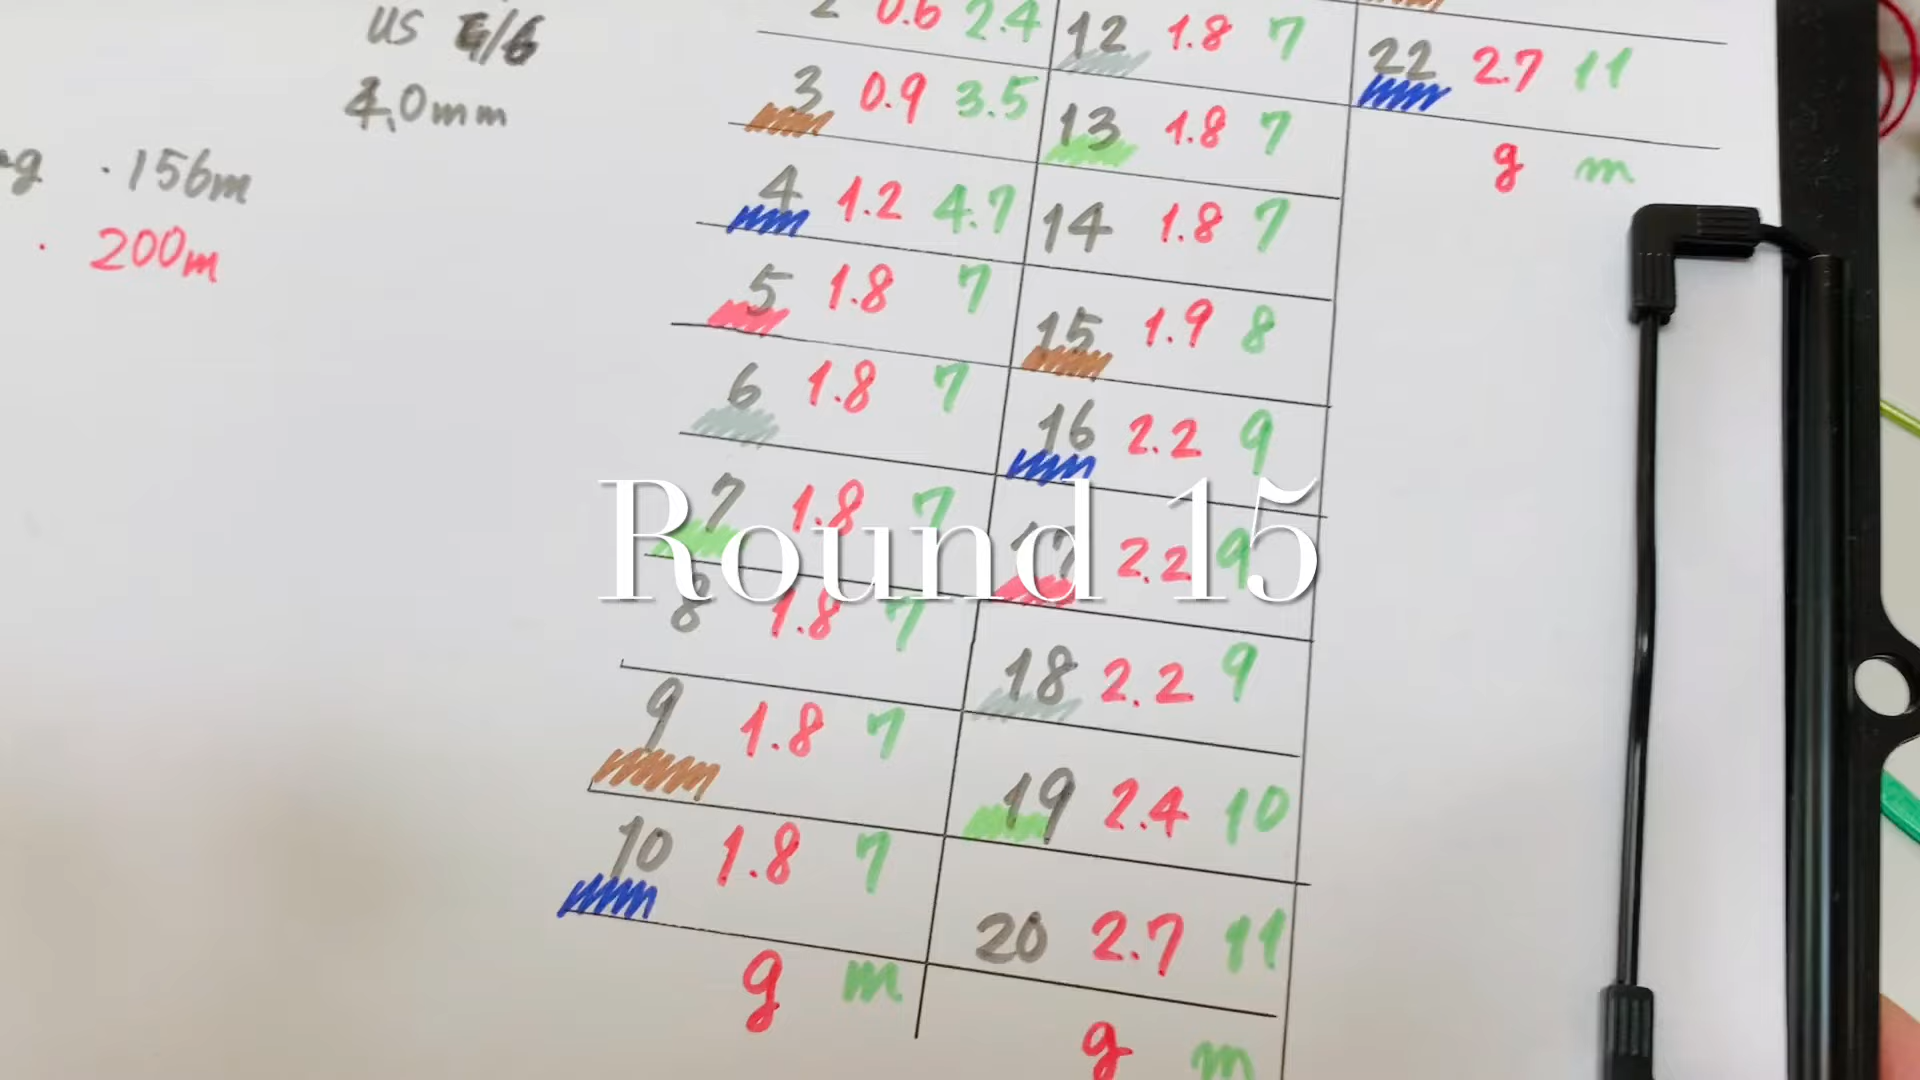 US G/6
4.0mm
g · 156m
· 200m
2 0.6 2.4
3 0.9 3.5
4 1.2 4.7
5 1.8 7
6 1.8 7
7 1.8 7
8 1.8 7
9 1.8 7
10 1.8 7
g m
12 1.8 7
13 1.8 7
14 1.8 7
15 1.9 8
16 2.2 9
17 2.2 9
18 2.2 9
19 2.4 10
20 2.7 11
g m
22 2.7 11
g m
Round 15